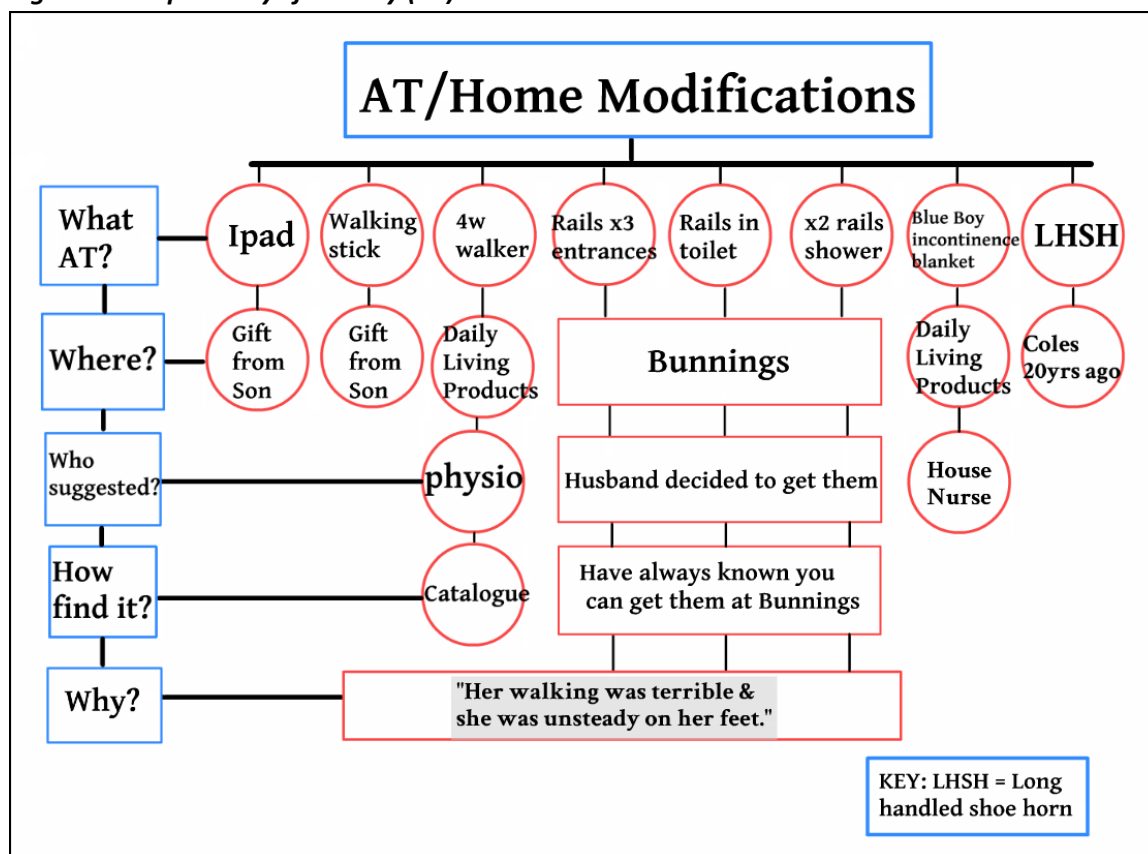 AT/Home Modifications
What
AT?
Ipad
Walking
stick
4w
walker
Rails x3
entrances
Rails in
toilet
x2 rails
shower
Blue Boy
incontinence
blanket
LHSH
Where?
Gift
from
Son
Gift
from
Son
Daily
Living
Products
Bunnings
Daily
Living
Products
Coles
20yrs ago
Who
suggested?
physio
Husband decided to get them
House
Nurse
How
find it?
Catalogue
Have always known you
can get them at Bunnings
Why?
"Her walking was terrible &
she was unsteady on her feet."
KEY: LHSH = Long
handled shoe horn